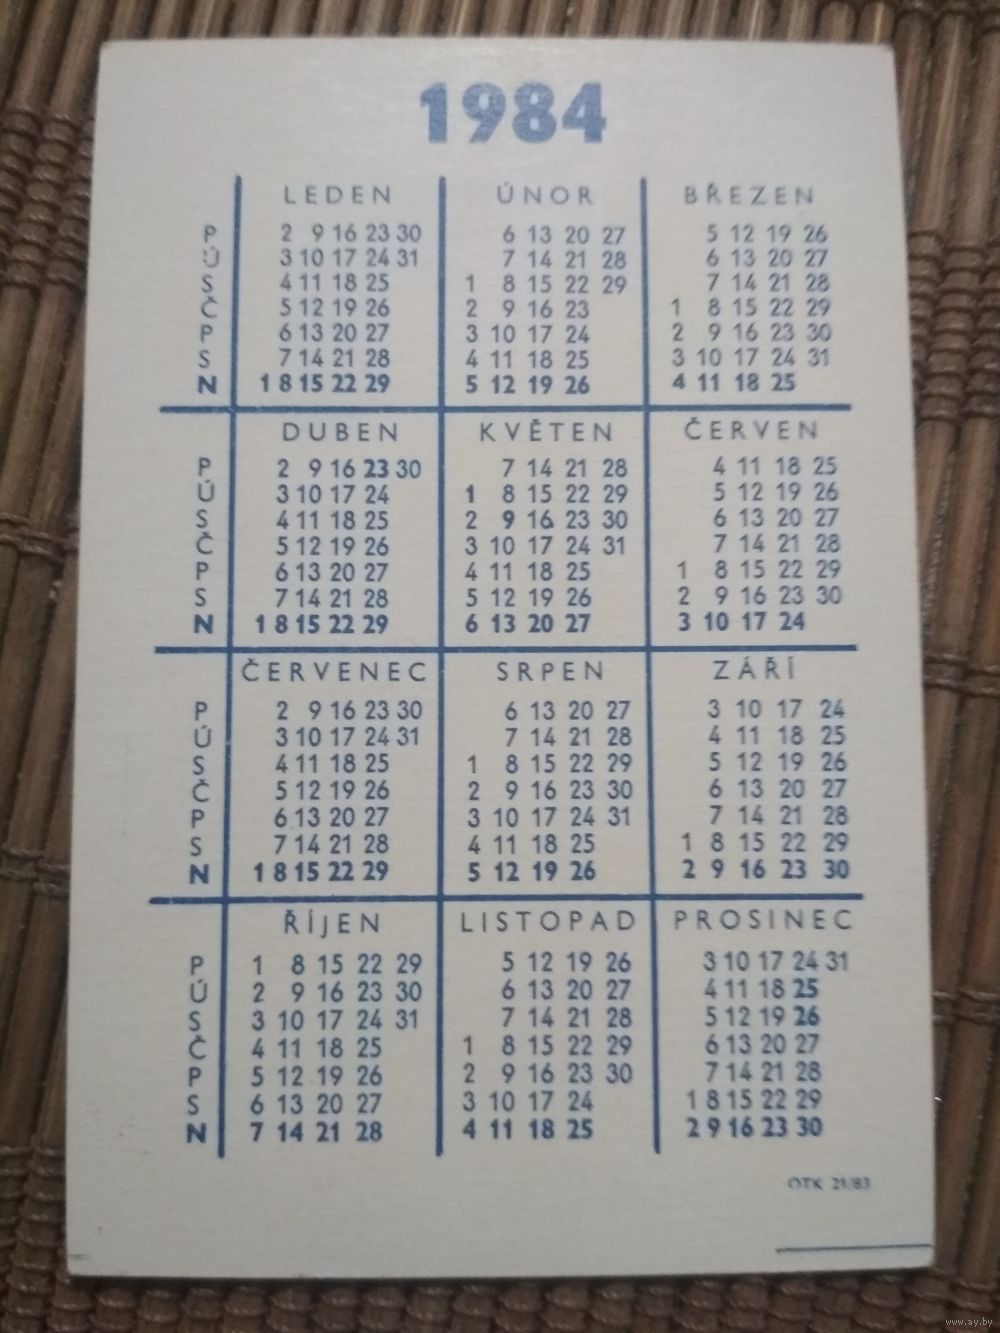 1984
LEDEN ÚNOR BŘEZEN
P 2 9 16 23 30 6 13 20 27 5 12 19 26
Ú 3 10 17 24 31 7 14 21 28 6 13 20 27
S 4 11 18 25 1 8 15 22 29 7 14 21 28
Č 5 12 19 26 2 9 16 23 1 8 15 22 29
P 6 13 20 27 3 10 17 24 2 9 16 23 30
S 7 14 21 28 4 11 18 25 3 10 17 24 31
N 1 8 15 22 29 5 12 19 26 4 11 18 25
DUBEN KVĚTEN ČERVEN
P 2 9 16 23 30 7 14 21 28 4 11 18 25
Ú 3 10 17 24 1 8 15 22 29 5 12 19 26
S 4 11 18 25 2 9 16 23 30 6 13 20 27
Č 5 12 19 26 3 10 17 24 31 7 14 21 28
P 6 13 20 27 4 11 18 25 1 8 15 22 29
S 7 14 21 28 5 12 19 26 2 9 16 23 30
N 1 8 15 22 29 6 13 20 27 3 10 17 24
ČERVENEC SRPEN ZÁŘÍ
P 2 9 16 23 30 6 13 20 27 3 10 17 24
Ú 3 10 17 24 31 7 14 21 28 4 11 18 25
S 4 11 18 25 1 8 15 22 29 5 12 19 26
Č 5 12 19 26 2 9 16 23 30 6 13 20 27
P 6 13 20 27 3 10 17 24 31 7 14 21 28
S 7 14 21 28 4 11 18 25 1 8 15 22 29
N 1 8 15 22 29 5 12 19 26 2 9 16 23 30
ŘÍJEN LISTOPAD PROSINEC
P 1 8 15 22 29 5 12 19 26 3 10 17 24 31
Ú 2 9 16 23 30 6 13 20 27 4 11 18 25
S 3 10 17 24 31 7 14 21 28 5 12 19 26
Č 4 11 18 25 1 8 15 22 29 6 13 20 27
P 5 12 19 26 2 9 16 23 30 7 14 21 28
S 6 13 20 27 3 10 17 24 1 8 15 22 29
N 7 14 21 28 4 11 18 25 2 9 16 23 30
OTK 21/83
www.ay.by